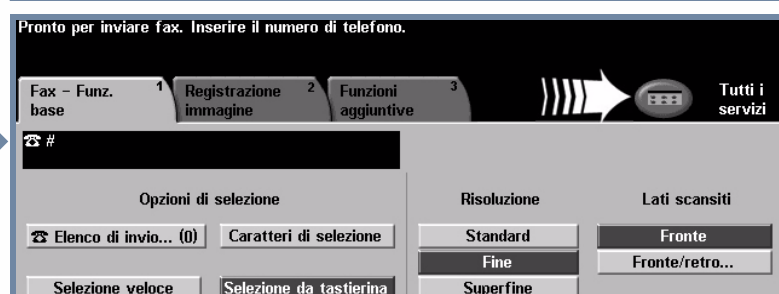 Pronto per inviare fax. Inserire il numero di telefono.
Fax - Funz. base 1
Registrazione immagine 2
Funzioni aggiuntive 3
Tutti i servizi
#
Opzioni di selezione
Risoluzione
Lati scansiti
Elenco di invio... (0)
Caratteri di selezione
Standard
Fronte
Fine
Fronte/retro...
Selezione veloce
Selezione da tastierina
Superfine